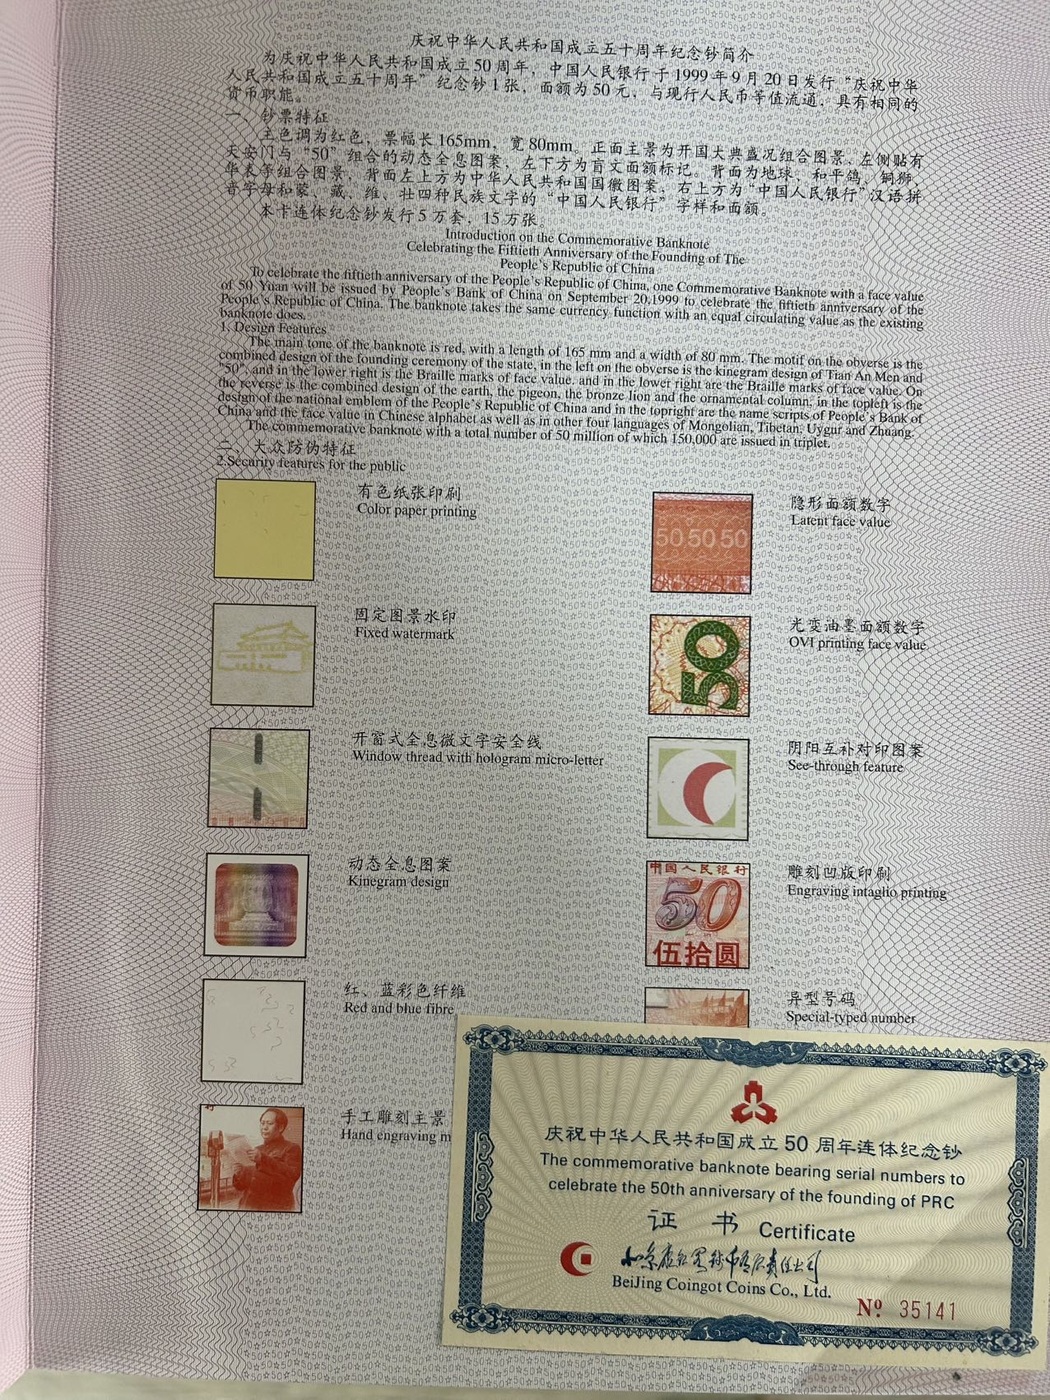 庆祝中华人民共和国成立五十周年纪念钞简介
为庆祝中华人民共和国成立50周年，中国人民银行于1999年9月20日发行“庆祝中华
人民共和国成立五十周年”纪念钞1张，面额为50元，与现行人民币等值流通，具有相同的
货币职能。
一、钞票特征
主色调为红色，票幅长165mm，宽80mm。正面主景为开国大典盛况组合图景，左侧贴有
天安门与“50”组合的动态全息图案，左下方为盲文面额标记。背面为地球、和平鸽、铜狮、
华表等组合图景，背面左上方为中华人民共和国国徽图案，右上方为“中国人民银行”汉语拼
音字母和蒙、藏、维、壮四种民族文字的“中国人民银行”字样和面额。
本卡连体纪念钞发行5万套，15万张。
Introduction on the Commemorative Banknote
Celebrating the Fiftieth Anniversary of the Founding of The
People's Republic of China
To celebrate the fiftieth anniversary of the People's Republic of China, one Commemorative Banknote with a face value
of 50 Yuan will be issued by People's Bank of China on September 20,1999 to celebrate the fiftieth anniversary of the
People's Republic of China. The banknote takes the same currency function with an equal circulating value as the existing
banknote does.
1. Design Features
The main tone of the banknote is red, with a length of 165 mm and a width of 80 mm. The motif on the obverse is the
combined design of the founding ceremony of the state, in the left on the obverse is the kinegram design of Tian An Men and
"50", and in the lower right is the Braille marks of face value. and in the lower right are the Braille marks of face value. On
the reverse is the combined design of the earth, the pigeon, the bronze lion and the ornamental column, in the topleft is the
design of the national emblem of the People's Republic of China and in the topright are the name scripts of People's Bank of
China and the face value in Chinese alphabet as well as in other four languages of Mongolian, Tibetan, Uygur and Zhuang.
The commemorative banknote with a total number of 50 million of which 150,000 are issued in triplet.
二、大众防伪特征
2.Security features for the public
有色纸张印刷
Color paper printing
隐形面额数字
Latent face value
50 50 50
固定图景水印
Fixed watermark
光变油墨面额数字
OVI printing face value
50
开窗式全息微文字安全线
Window thread with hologram micro-letter
阴阳互补对印图案
See-through feature
动态全息图案
Kinegram design
雕刻凹版印刷
Engraving intaglio printing
中国人民银行
50
伍拾圆
红、蓝彩色纤维
Red and blue fibre
异型号码
Special-typed number
手工雕刻主景
Hand engraving m
庆祝中华人民共和国成立50周年连体纪念钞
The commemorative banknote bearing serial numbers to
celebrate the 50th anniversary of the founding of PRC
证书 Certificate
BeiJing Coingot Coins Co., Ltd.
Nº 35141